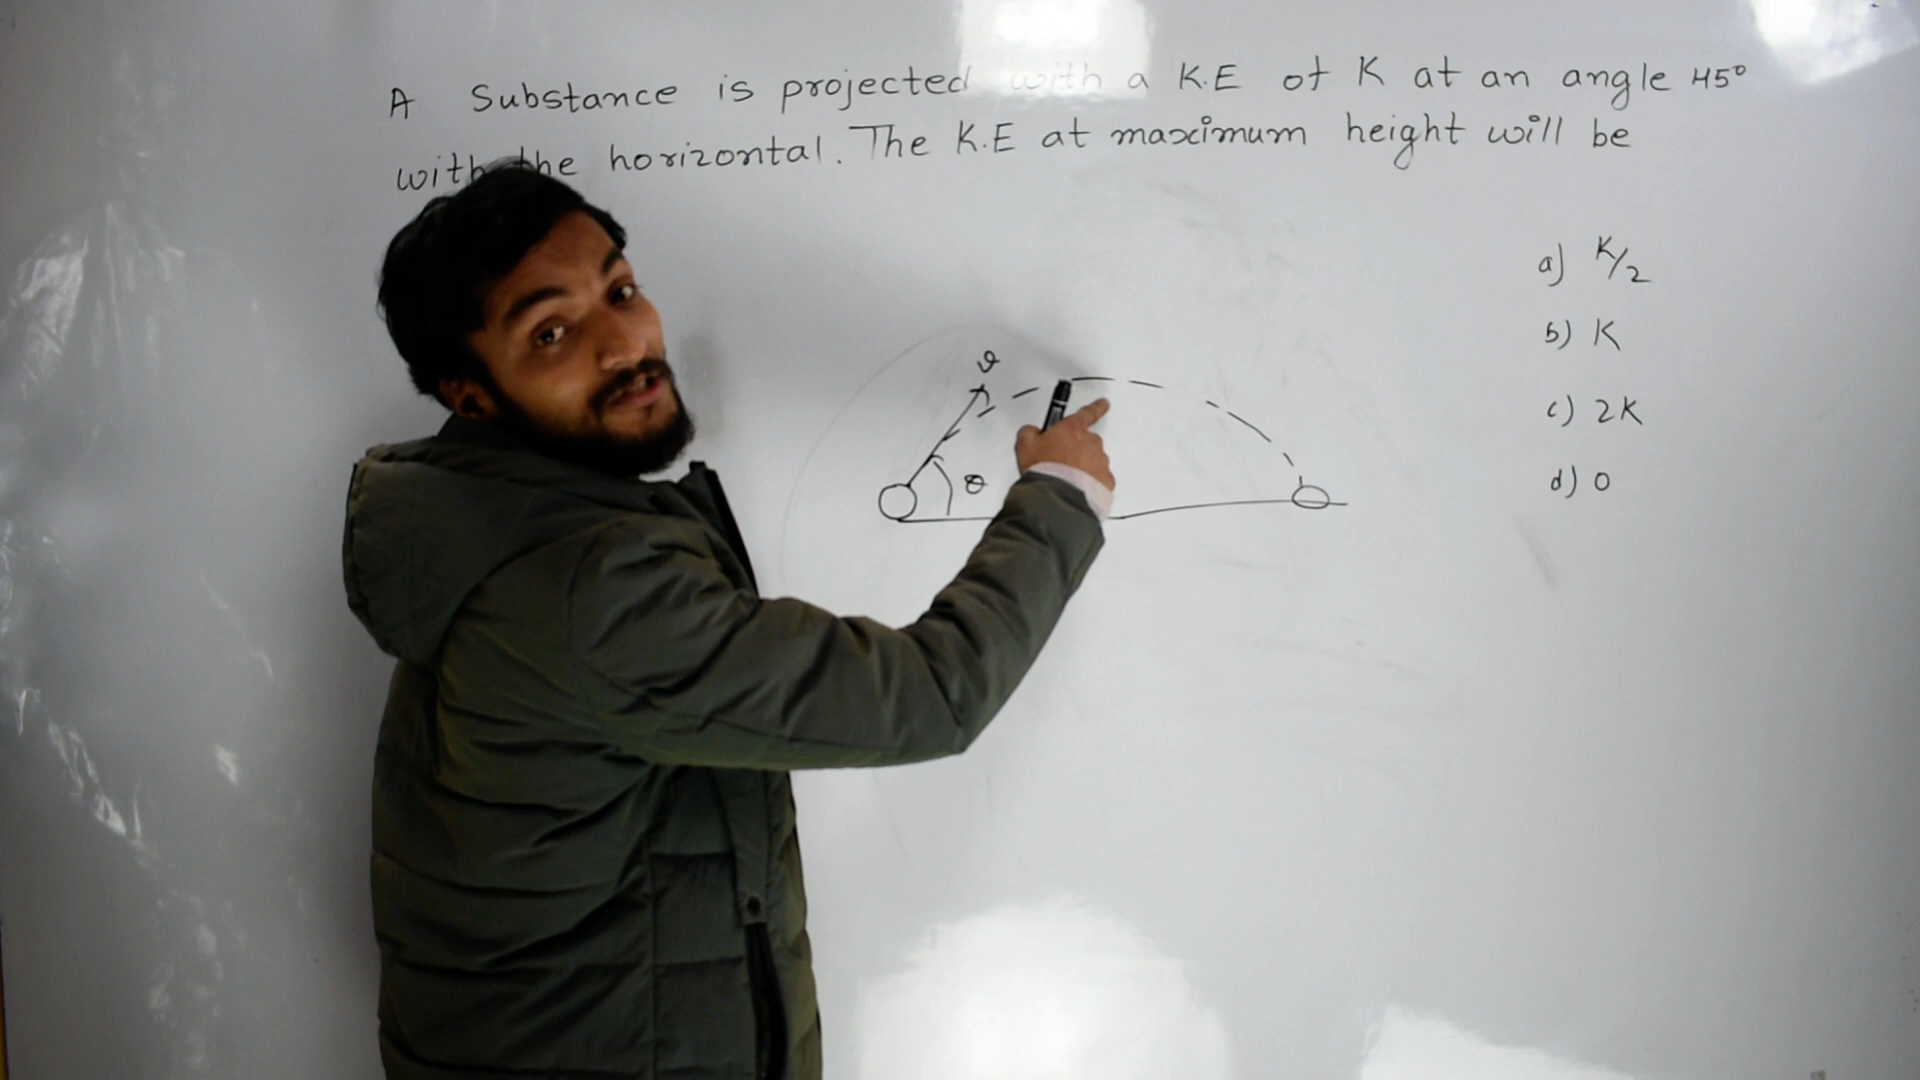 A Substance is projected with a K.E of K at an angle 45°
with the horizontal. The K.E at maximum height will be
a) K/2
b) K
c) 2K
d) 0
v
θ